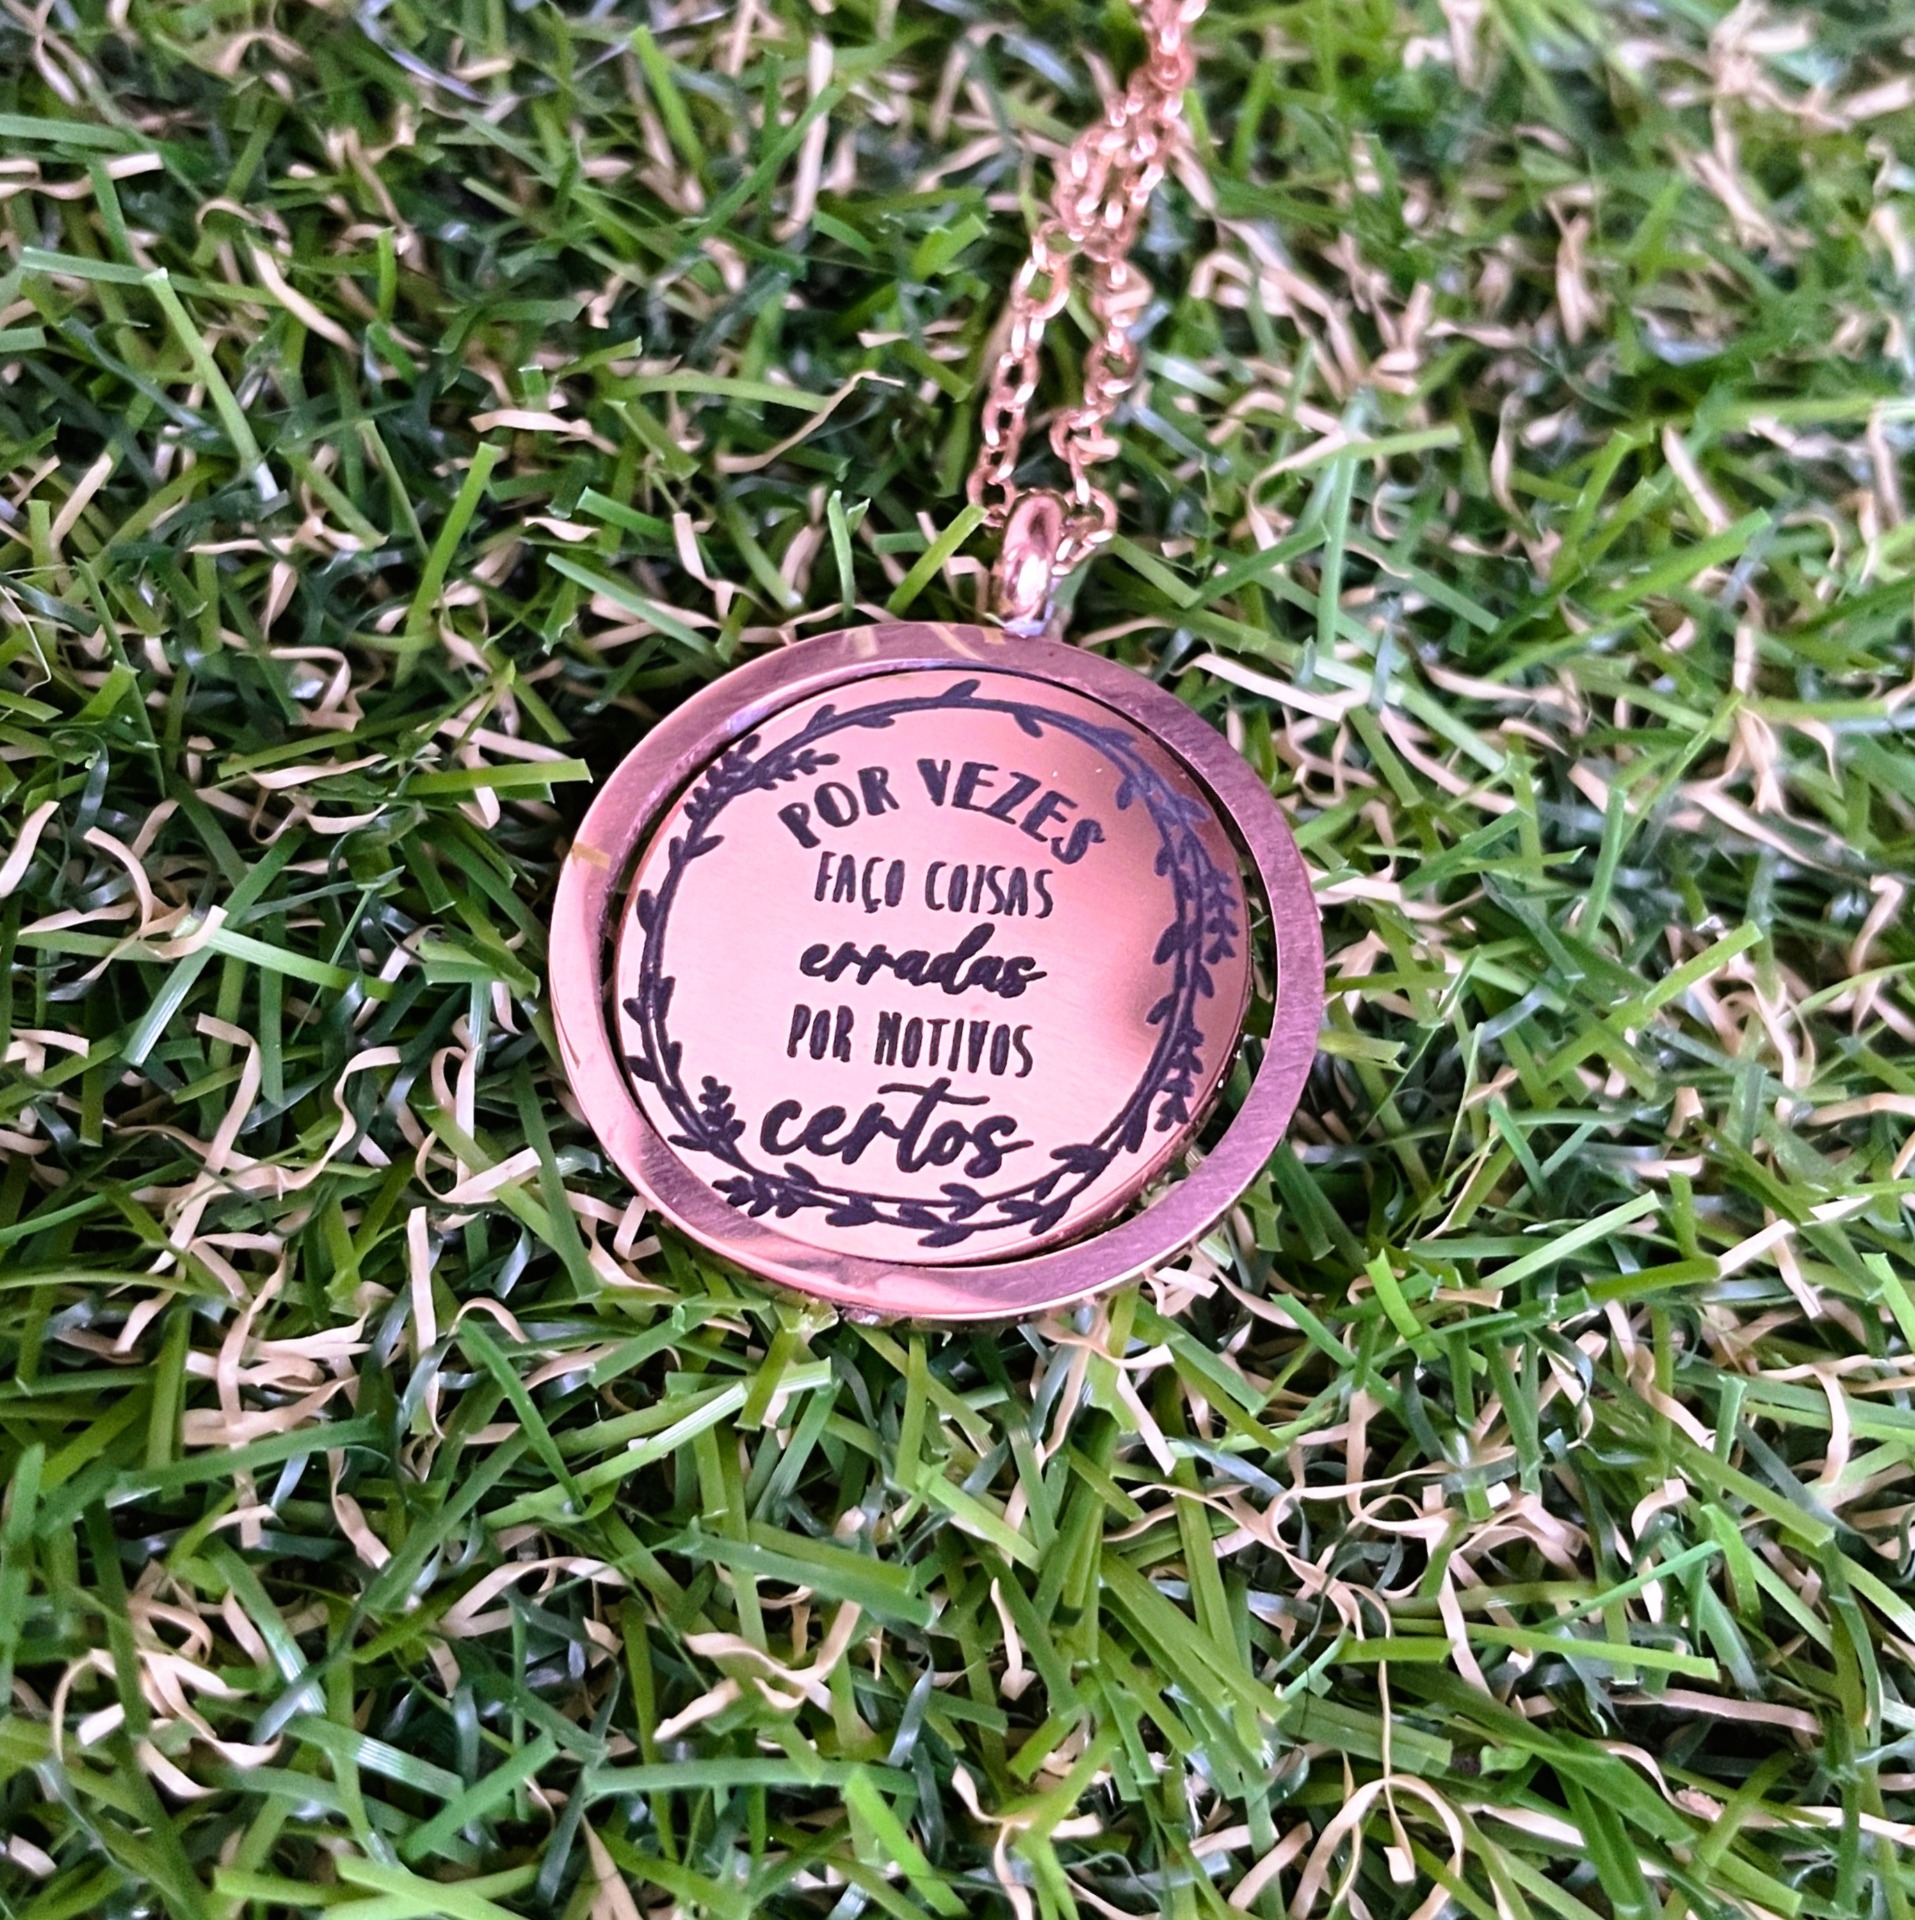 POR VEZES
FAÇO COISAS
erradas
POR MOTIVOS
certos